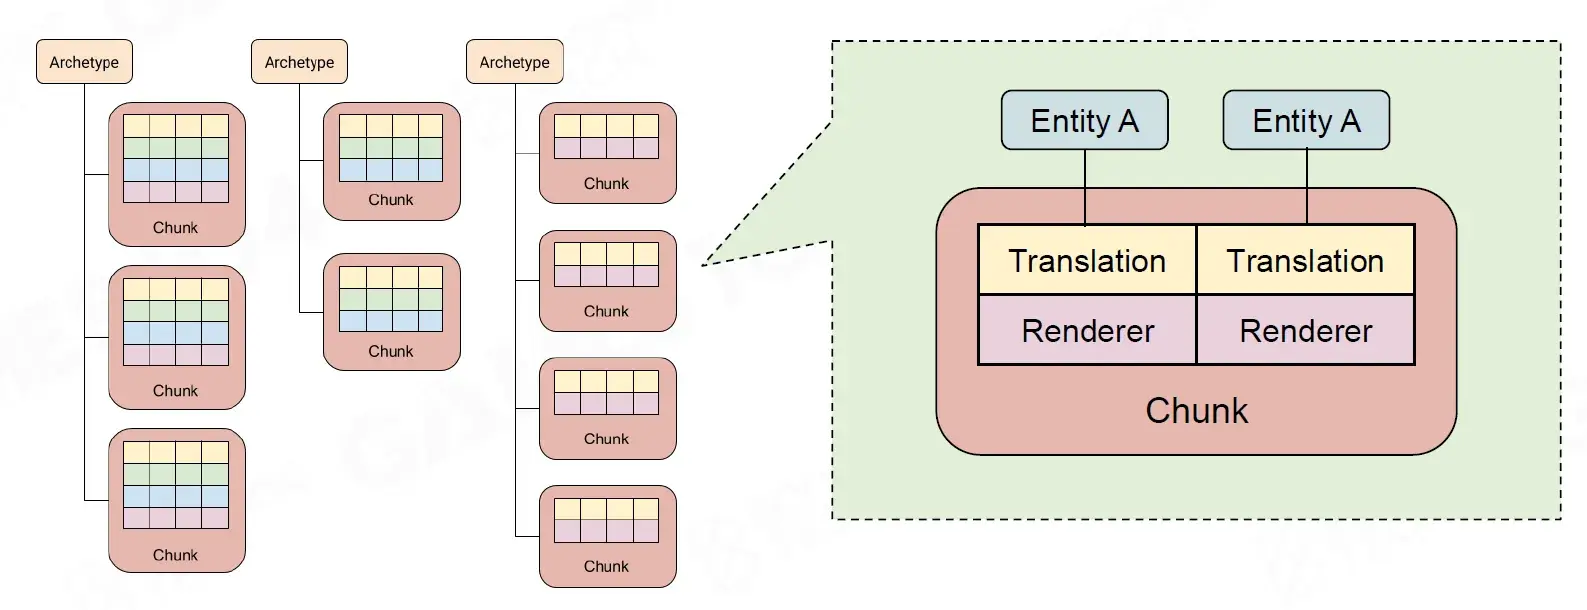 Archetype
Chunk
Chunk
Chunk
Archetype
Chunk
Chunk
Archetype
Chunk
Chunk
Chunk
Chunk
Entity A
Entity A
Translation
Translation
Renderer
Renderer
Chunk